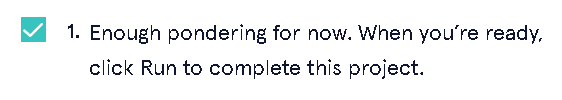 1. Enough pondering for now. When you're ready,
click Run to complete this project.